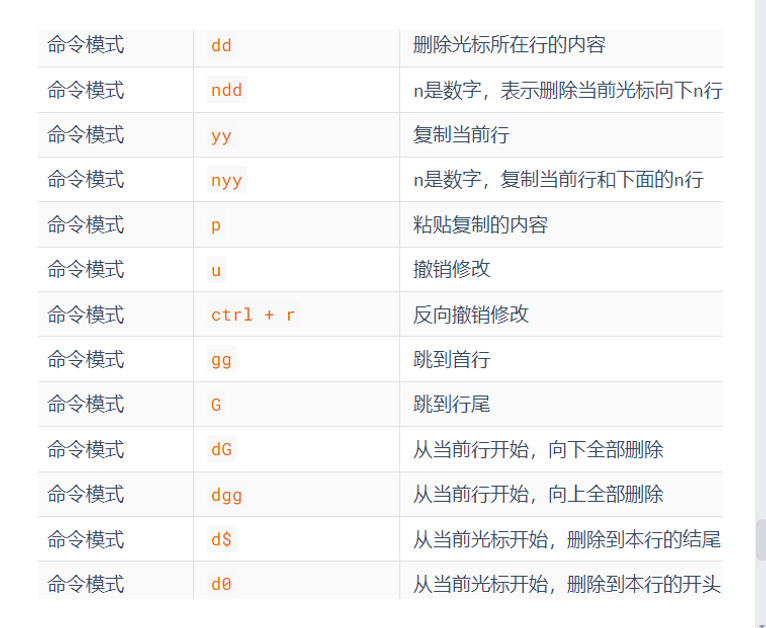 命令模式 dd 删除光标所在行的内容
命令模式 ndd n是数字，表示删除当前光标向下n行
命令模式 yy 复制当前行
命令模式 nyy n是数字，复制当前行和下面的n行
命令模式 p 粘贴复制的内容
命令模式 u 撤销修改
命令模式 ctrl + r 反向撤销修改
命令模式 gg 跳到首行
命令模式 G 跳到行尾
命令模式 dG 从当前行开始，向下全部删除
命令模式 dgg 从当前行开始，向上全部删除
命令模式 d$ 从当前光标开始，删除到本行的结尾
命令模式 d0 从当前光标开始，删除到本行的开头